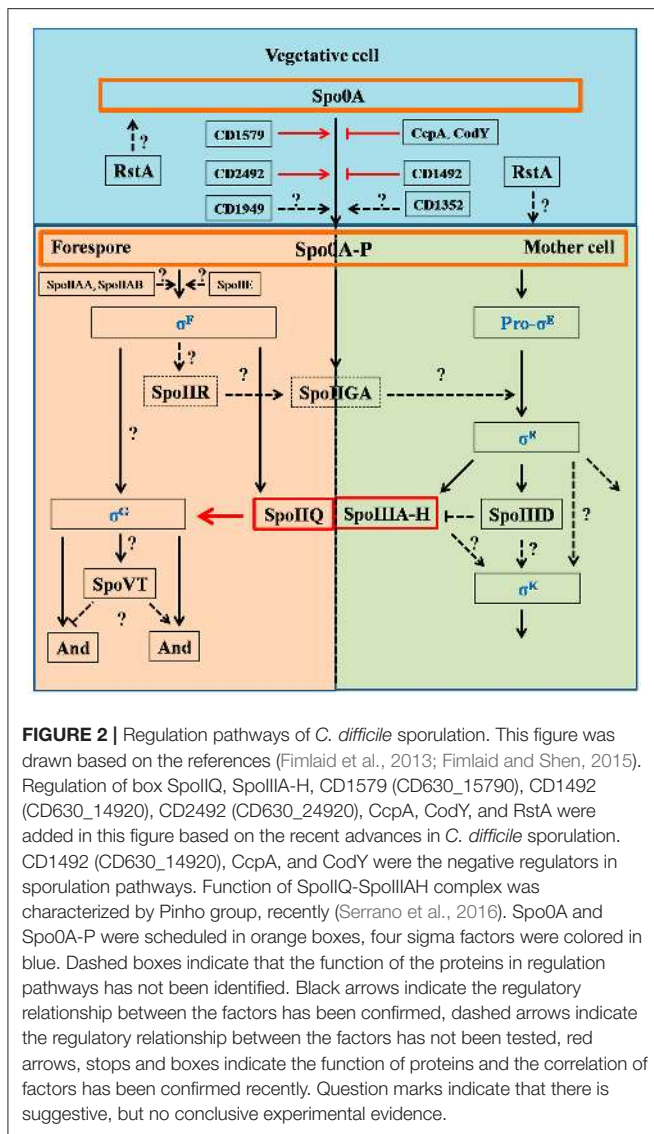 Vegetative cell
Spo0A
CD1579
CcpA, CodY
?
RstA
CD2492
CD1492
RstA
CD1949
?
?
CD1352
?
Forespore
Spo0A-P
Mother cell
SpoIIAA, SpoIIAB
?
?
SpoIIE
σF
Pro-σE
?
SpoIIR
?
SpoIIGA
?
?
σE
σG
SpoIIQ
SpoIIIA-H
SpoIIID
?
?
?
?
SpoVT
σK
?
And
And
FIGURE 2 | Regulation pathways of C. difficile sporulation. This figure was
drawn based on the references (Fimlaid et al., 2013; Fimlaid and Shen, 2015).
Regulation of box SpoIIQ, SpoIIIA-H, CD1579 (CD630_15790), CD1492
(CD630_14920), CD2492 (CD630_24920), CcpA, CodY, and RstA were
added in this figure based on the recent advances in C. difficile sporulation.
CD1492 (CD630_14920), CcpA, and CodY were the negative regulators in
sporulation pathways. Function of SpoIIQ-SpoIIIAH complex was
characterized by Pinho group, recently (Serrano et al., 2016). Spo0A and
Spo0A-P were scheduled in orange boxes, four sigma factors were colored in
blue. Dashed boxes indicate that the function of the proteins in regulation
pathways has not been identified. Black arrows indicate the regulatory
relationship between the factors has been confirmed, dashed arrows indicate
the regulatory relationship between the factors has not been tested, red
arrows, stops and boxes indicate the function of proteins and the correlation of
factors has been confirmed recently. Question marks indicate that there is
suggestive, but no conclusive experimental evidence.